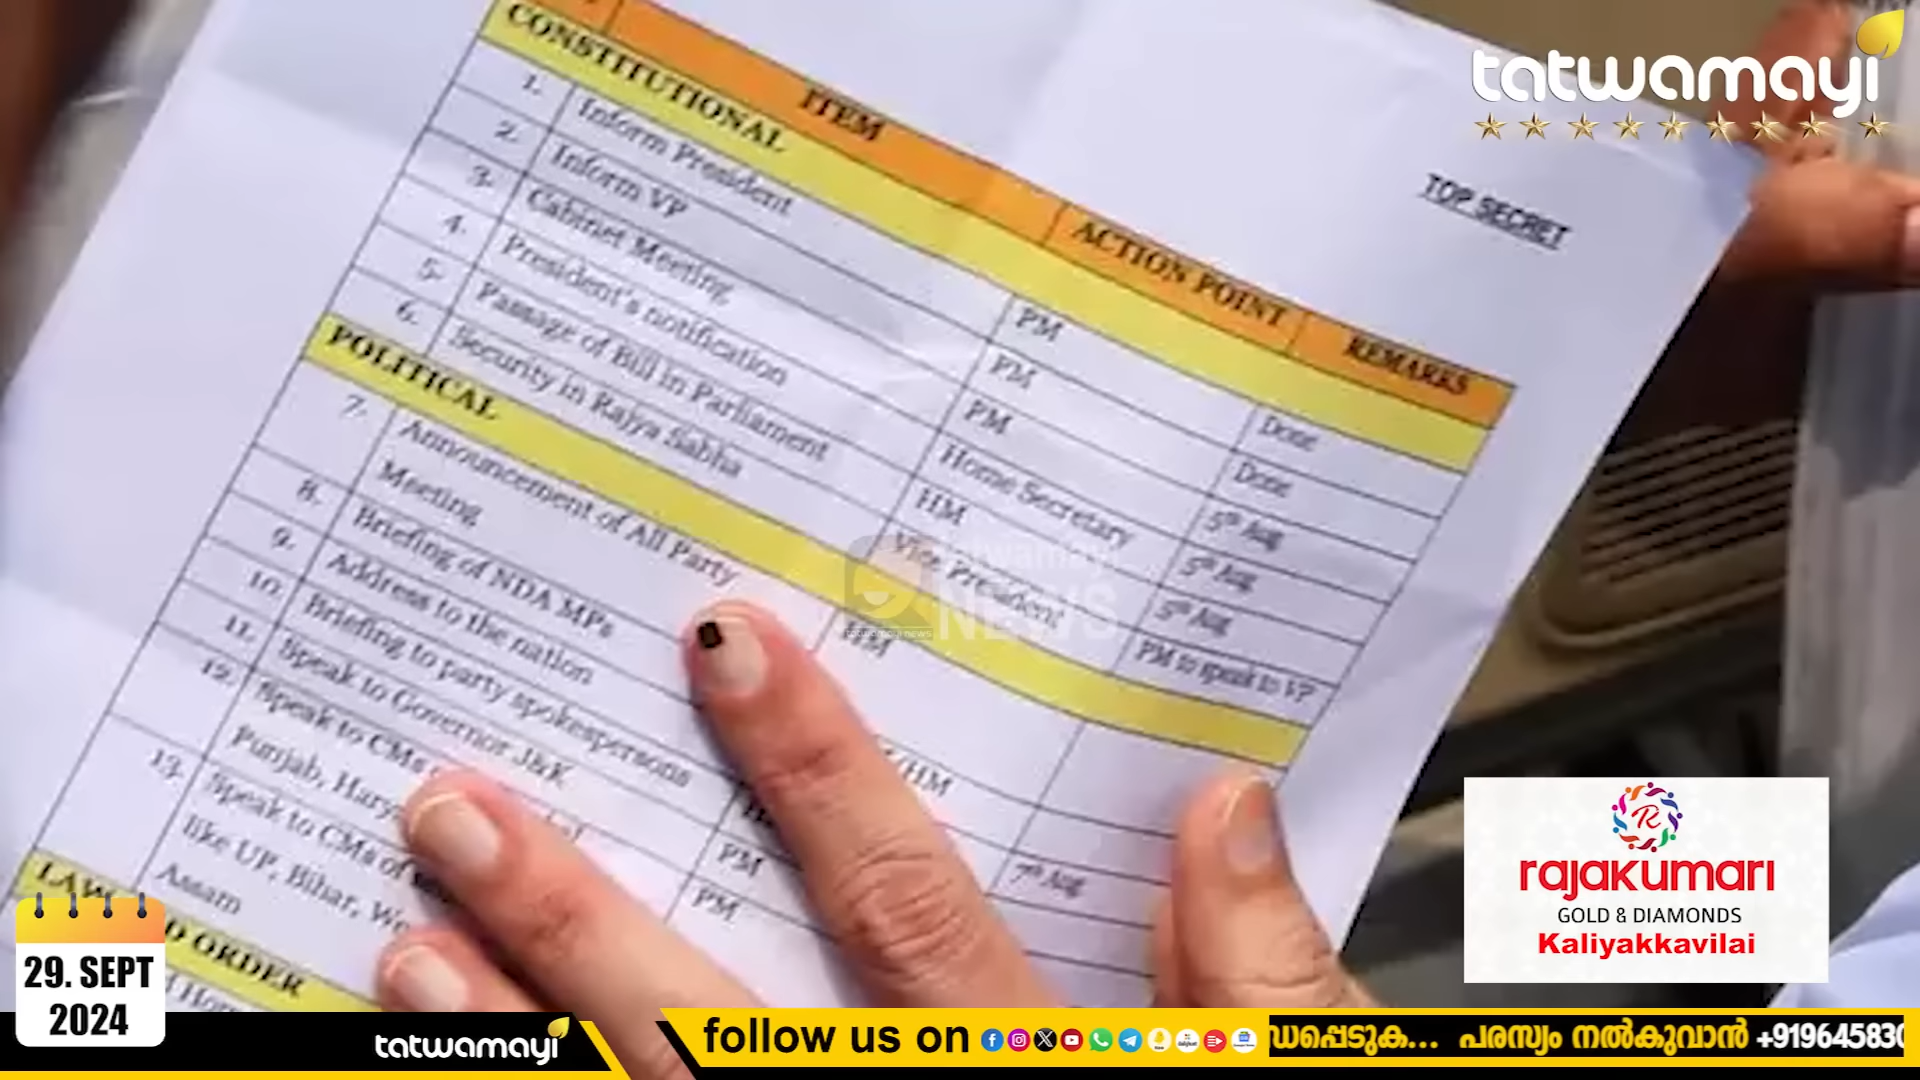 tatwamayi
TOP SECRET
ITEM ACTION POINT REMARKS
CONSTITUTIONAL
1. Inform President PM Done
2. Inform VP PM Done
3. Cabinet Meeting PM 5th Aug
4. President's notification Home Secretary 5th Aug
5. Passage of Bill in Parliament HM 5th Aug
6. Security in Rajya Sabha Vice President PM to speak to VP
POLITICAL
7. Announcement of All Party
Meeting
8. Briefing of NDA MPs
9. Address to the nation 7th Aug
10. Briefing to party spokespersons
11. Speak to Governor J&K PM
12. Speak to CMs PM
Punjab,
13. Speak to CMs of
like UP, Bihar,
Assam
ORDER
tatwamayi
NEWS
tatwamayi news
R
rajakumari
GOLD & DIAMONDS
Kaliyakkavilai
29. SEPT
2024
tatwamayi
follow us on
പരസ്യം നൽകുവാൻ +919645830